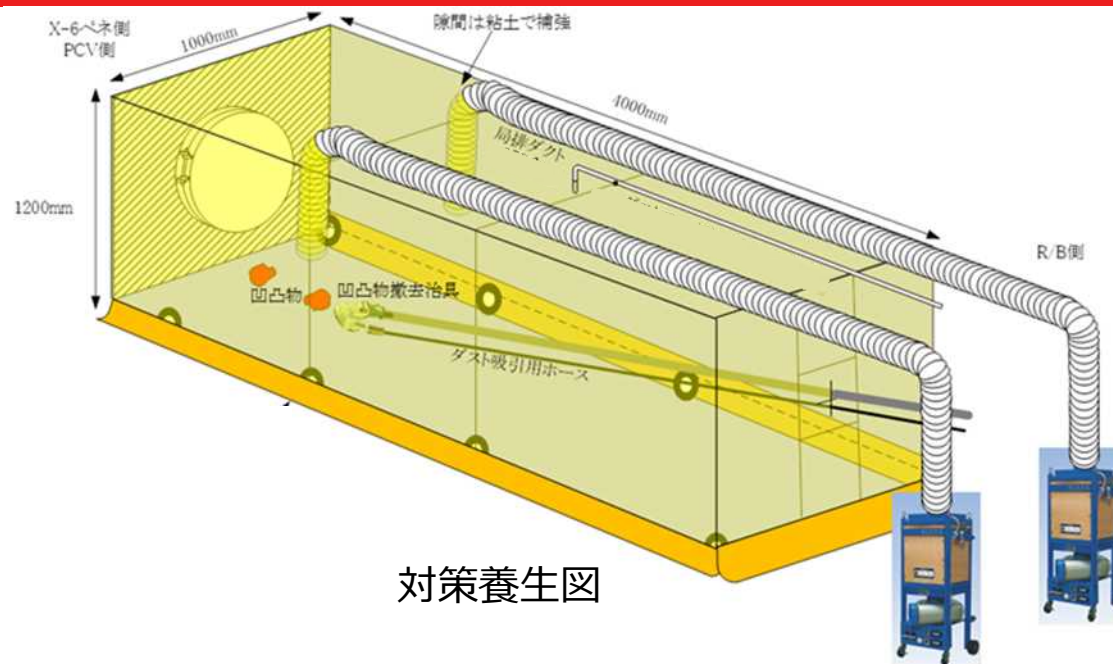 X-6ペネ側
PCV側
1000mm
隙間は粘土で補強
4000mm
局排ダクト
1200mm
R/B側
凹凸物
凹凸物撤去治具
ダスト吸引用ホース
対策養生図